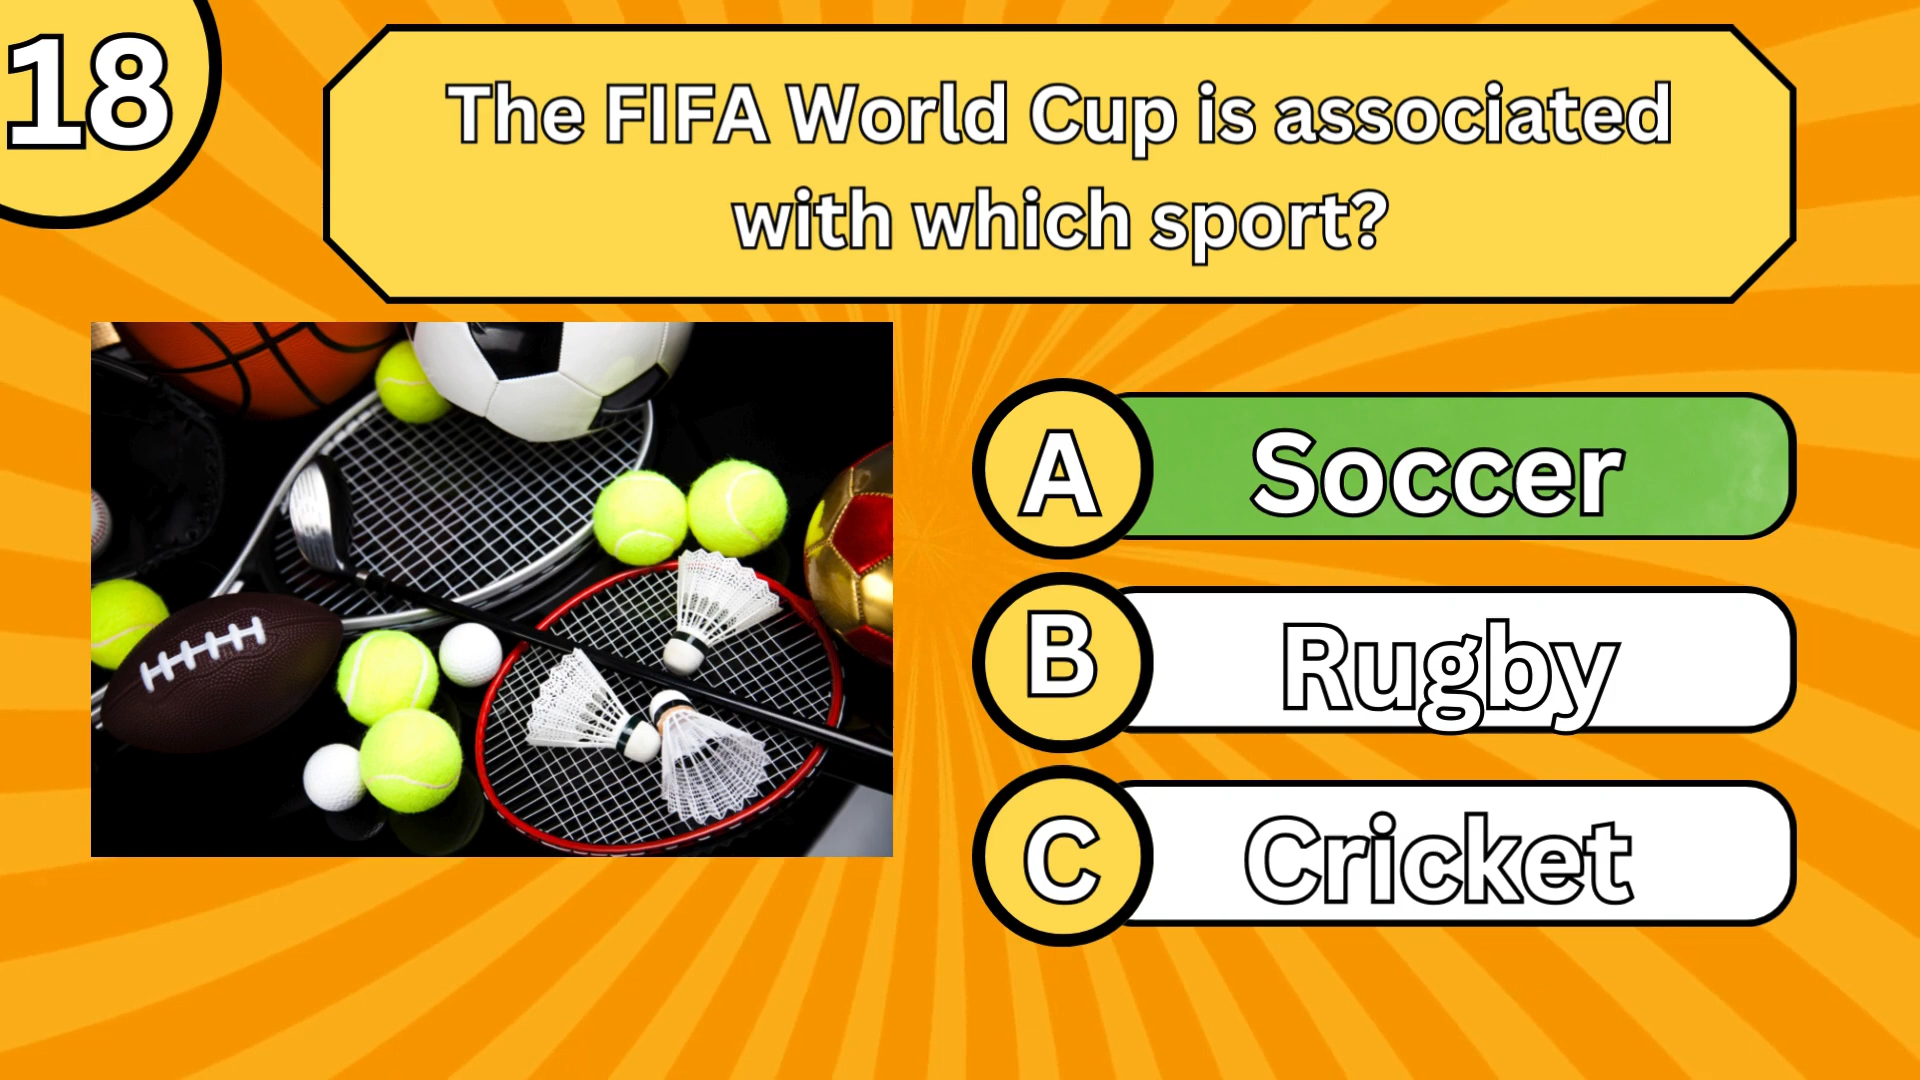 18
The FIFA World Cup is associated
with which sport?
A Soccer
B Rugby
C Cricket